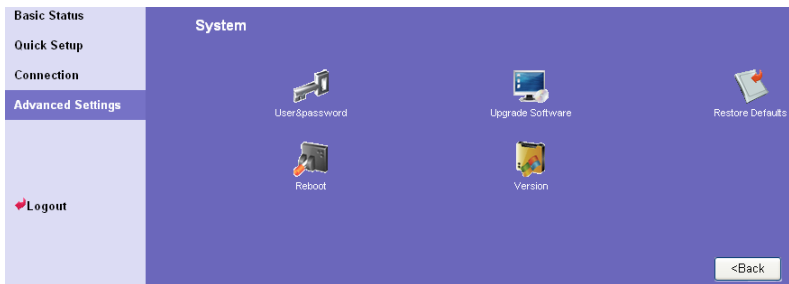 Basic Status
Quick Setup
Connection
Advanced Settings
Logout
System
User&password
Upgrade Software
Restore Defaults
Reboot
Version
<Back